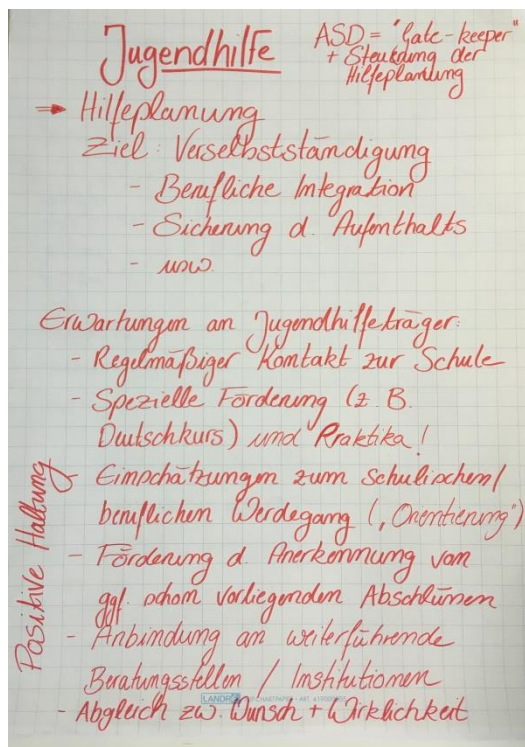 Jugendhilfe
ASD = "Gate-keeper"
+ Steuerung der
Hilfeplanung
➡ Hilfeplanung
Ziel: Verselbstständigung
- Berufliche Integration
- Sicherung d. Aufenthalts
- usw.
Erwartungen an Jugendhilfeträger:
- Regelmäßiger Kontakt zur Schule
- Spezielle Förderung (z. B.
Deutschkurs) und Praktika!
- Einschätzungen zum schulischen/
beruflichen Werdegang („Orientierung")
- Förderung d. Anerkennung von
ggf. schon vorliegenden Abschlüssen
- Anbindung an weiterführende
Beratungsstellen / Institutionen
- Abgleich zw. Wunsch + Wirklichkeit
Positive Haltung